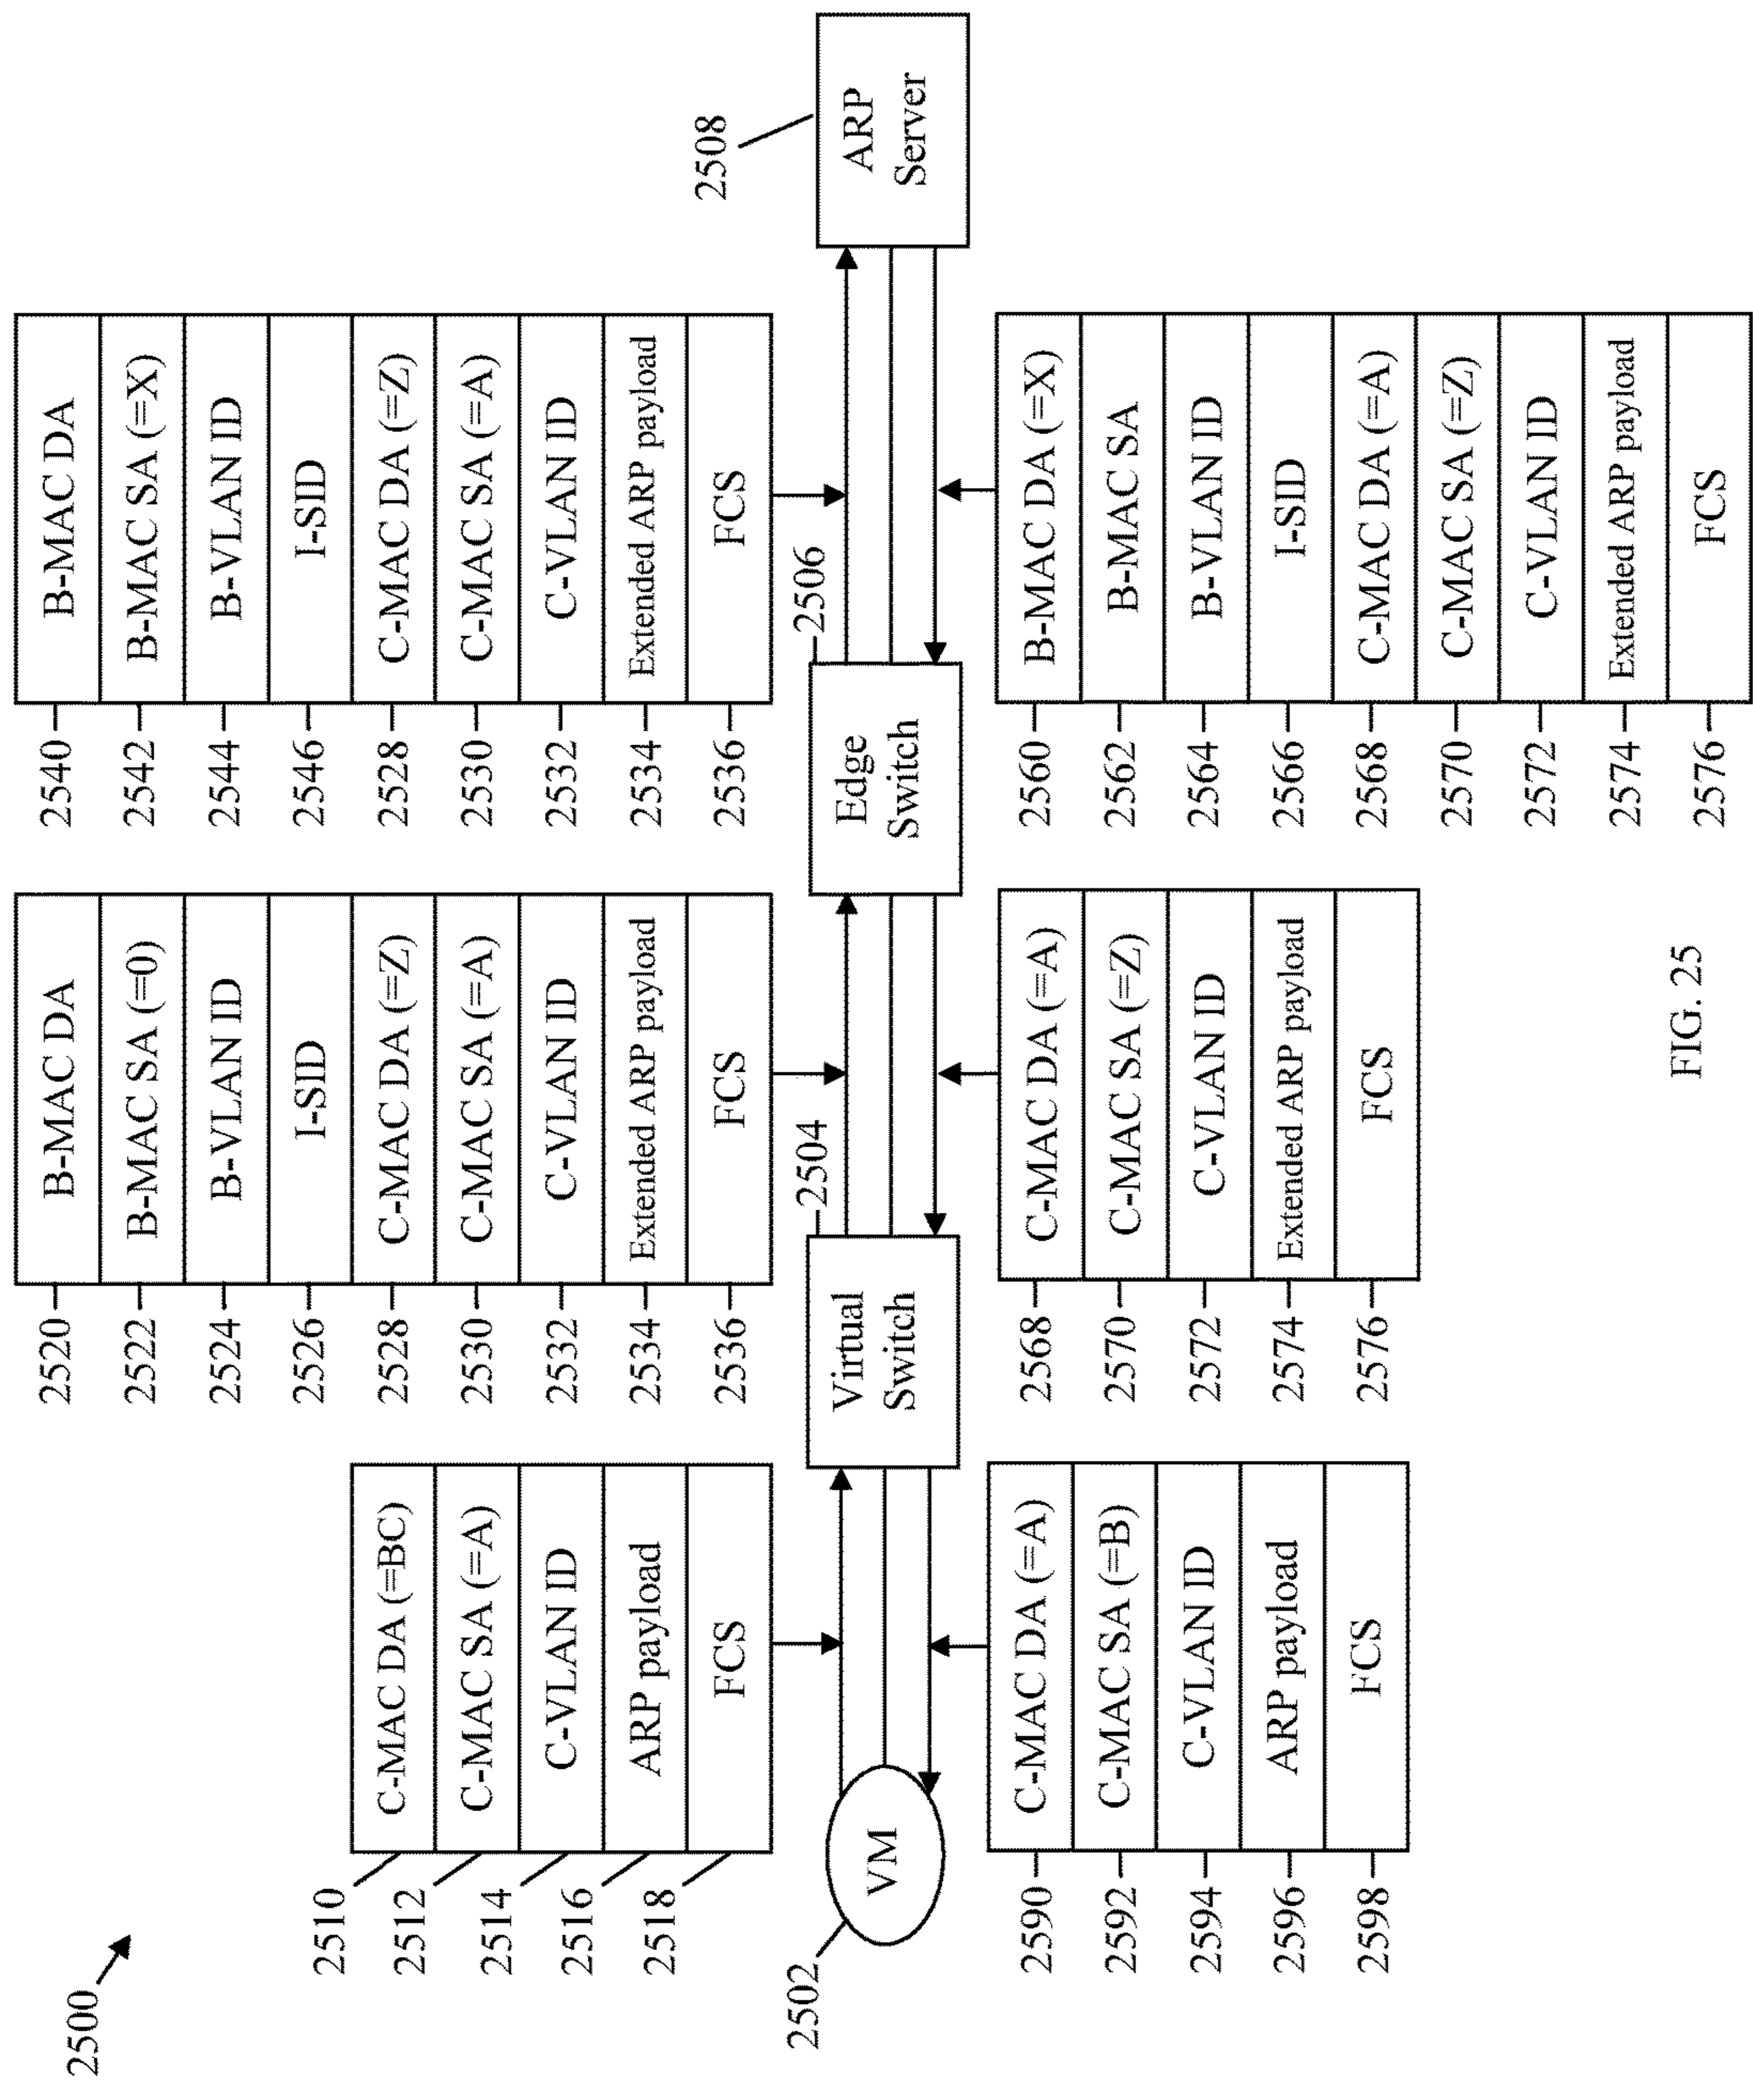 2500
2540
B-MAC DA
2542
B-MAC SA (=X)
2544
B-VLAN ID
2546
I-SID
2528
C-MAC DA (=Z)
2530
C-MAC SA (=A)
2532
C-VLAN ID
2534
Extended ARP payload
2536
FCS
2520
B-MAC DA
2522
B-MAC SA (=0)
2524
B-VLAN ID
2526
I-SID
2528
C-MAC DA (=Z)
2530
C-MAC SA (=A)
2532
C-VLAN ID
2534
Extended ARP payload
2536
FCS
2510
C-MAC DA (=BC)
2512
C-MAC SA (=A)
2514
C-VLAN ID
2516
ARP payload
2518
FCS
2502
VM
2504
Virtual
Switch
2506
Edge
Switch
2508
ARP
Server
2590
C-MAC DA (=A)
2592
C-MAC SA (=B)
2594
C-VLAN ID
2596
ARP payload
2598
FCS
2568
C-MAC DA (=A)
2570
C-MAC SA (=Z)
2572
C-VLAN ID
2574
Extended ARP payload
2576
FCS
2560
B-MAC DA (=X)
2562
B-MAC SA
2564
B-VLAN ID
2566
I-SID
2568
C-MAC DA (=A)
2570
C-MAC SA (=Z)
2572
C-VLAN ID
2574
Extended ARP payload
2576
FCS
FIG. 25